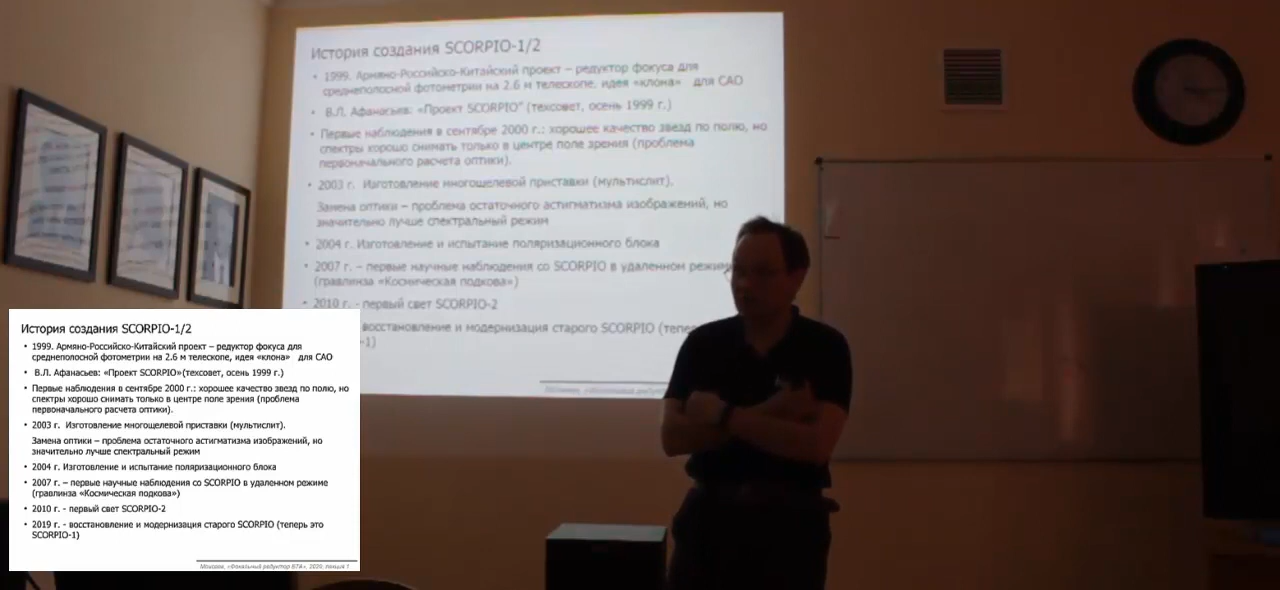 История создания SCORPIO-1/2
• 1999. Армяно-Российско-Китайский проект – редуктор фокуса для
среднеполосной фотометрии на 2.6 м телескопе. идея «клона» для САО
• В.Л. Афанасьев: «Проект SCORPIO" (техсовет, осень 1999 г.)
• Первые наблюдения в сентябре 2000 г.: хорошее качество звезд по полю, но
спектры хорошо снимать только в центре поле зрения (проблема
первоначального расчета оптики).
• 2003 г. Изготовление многощелевой приставки (мультислит).
Замена оптики – проблема остаточного астигматизма изображений, но
значительно лучше спектральный режим
• 2004 г. Изготовление и испытание поляризационного блока
• 2007 г. – первые научные наблюдения со SCORPIO в удаленном режиме
(гравлинза «Космическая подкова»)
• 2010 г. - первый свет SCORPIO-2
восстановление и модернизация старого SCORPIO (тепе
-1)
История создания SCORPIO-1/2
• 1999. Армяно-Российско-Китайский проект – редуктор фокуса для
среднеполосной фотометрии на 2.6 м телескопе, идея «клона» для САО
• В.Л. Афанасьев: «Проект SCORPIO»(техсовет, осень 1999 г.)
• Первые наблюдения в сентябре 2000 г.: хорошее качество звезд по полю, но
спектры хорошо снимать только в центре поле зрения (проблема
первоначального расчета оптики).
• 2003 г. Изготовление многощелевой приставки (мультислит).
Замена оптики – проблема остаточного астигматизма изображений, но
значительно лучше спектральный режим
• 2004 г. Изготовление и испытание поляризационного блока
• 2007 г. – первые научные наблюдения со SCORPIO в удаленном режиме
(гравлинза «Космическая подкова»)
• 2010 г. - первый свет SCORPIO-2
• 2019 г. - восстановление и модернизация старого SCORPIO (теперь это
SCORPIO-1)
Моисеев, «Фокальный редуктор БТА», 2020, лекция 1